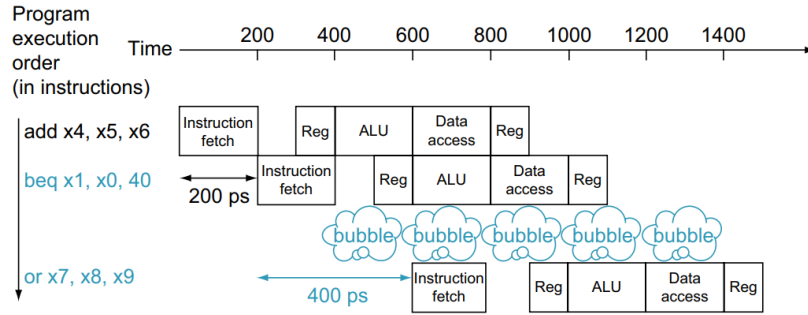 Program
execution
order
(in instructions)
Time
200 400 600 800 1000 1200 1400
add x4, x5, x6
Instruction
fetch
Reg
ALU
Data
access
Reg
beq x1, x0, 40
200 ps
Instruction
fetch
Reg
ALU
Data
access
Reg
bubble bubble bubble bubble bubble
or x7, x8, x9
400 ps
Instruction
fetch
Reg
ALU
Data
access
Reg